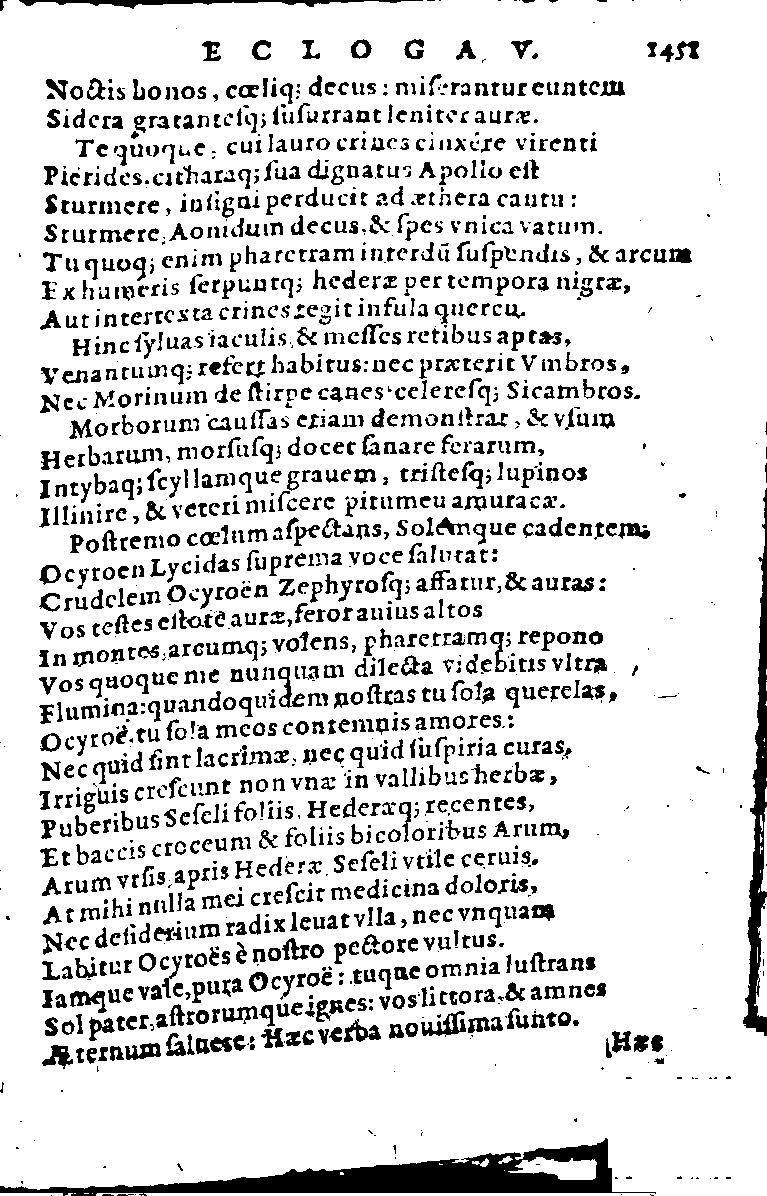 ECLOGA V. 1451
Noctis honos, cœliq; decus: miserantur euntem
Sidera gratantesq; susurrant leniter auræ.
Te quoque, cui lauro crines cinxére virenti
Pierides, citharaq; sua dignatus Apollo est
Sturmere, insigni perducit ad æthera cantu:
Sturmere, Aonidum decus, & spes vnica vatum.
Tu quoq; enim pharetram interdū suspendis, & arcum
Ex humeris serpuntq; hederæ per tempora nigræ,
Aut intertexta crines tegit infula quercu.
Hinc syluas iaculis, & messes retibus aptas,
Venantumq; refert habitus: nec præterit Vmbros,
Nec Morinum de stirpe canes celeresq; Sicambros.
Morborum caussas etiam demonstrat, & vsum
Herbarum, morsusq; docet sanare ferarum,
Intybaq; scyllamque grauem, tristesq; lupinos
Illinire, & veteri miscere pitumeu amuracæ.
Postremo cœlum aspectans, Solemque cadentem;
Ocyroen Lycidas suprema voce salutat:
Crudelem Ocyroën Zephyrosq; affatur, & auras:
Vos testes estote auræ, feror auius altos
In montes, arcumq; volens, pharetramq; repono
Vos quoque me nunquam dilecta videbitis vltra
Flumina: quandoquidem nostras tu sola querelas,
Ocyroë, tu sola meos contemnis amores:
Nec quid sint lacrimæ, nec quid suspiria curas,
Irriguis crescunt non vnæ in vallibus herbæ,
Puberibus Seseli foliis, Hederæq; recentes,
Et baccis croceum & foliis bicoloribus Arum,
Arum vrsis, apris Hederæ, Seseli vtile ceruis.
At mihi nulla mei crescit medicina doloris,
Nec desiderium radix leuat vlla, nec vnquam
Labitur Ocyroës è nostro pectore vultus.
Iamque vale, pura Ocyroë: tuque omnia lustrans
Sol pater, astrorumque ignes: vos littora, & amnes
Æternum saluete: Hæc verba nouissima sunto.
Hæc